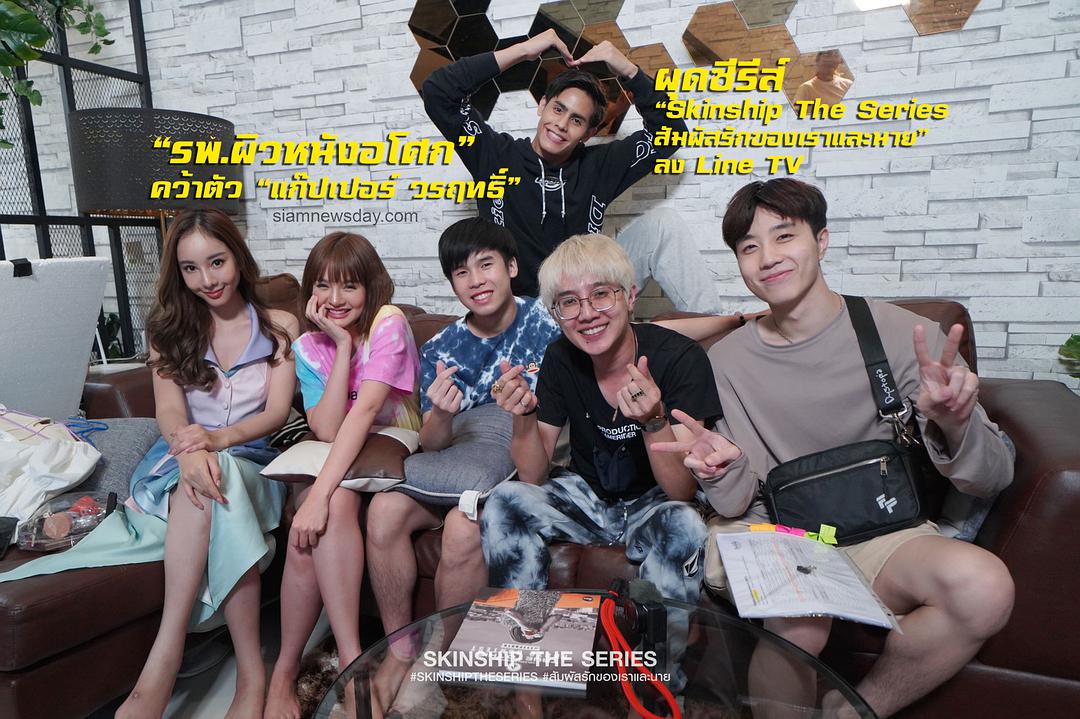 “รพ.ผิวหนังอโศก”
คว้าตัว “แก๊ปเปอร์ วรฤทธิ์”
siamnewsday.com
ผุดซีรีส์
“Skinship The Series
สัมผัสรักของเราและนาย”
ลง Line TV
PRODUCTION
Dystopia
SKINSHIP THE SERIES
#SKINSHIPTHESERIES #สัมผัสรักของเราและนาย